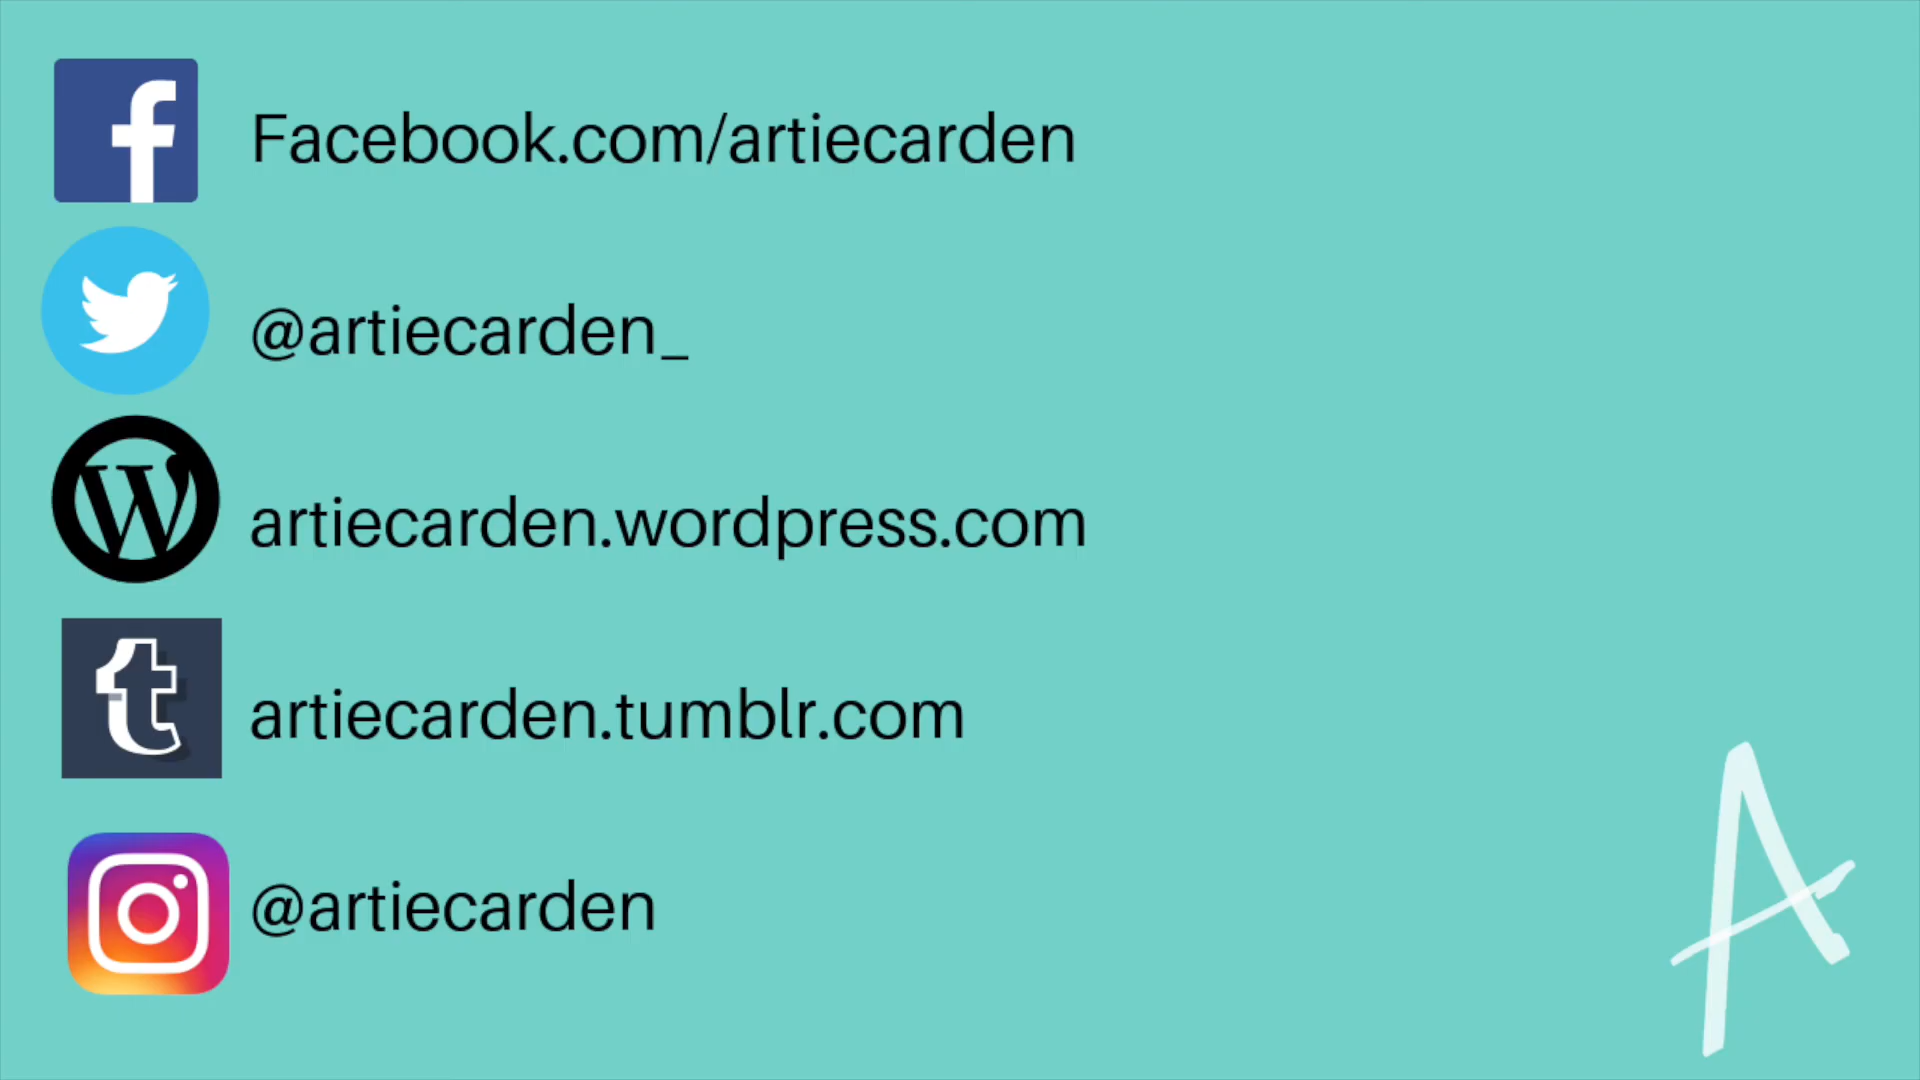 Facebook.com/artiecarden
@artiecarden_
artiecarden.wordpress.com
artiecarden.tumblr.com
@artiecarden
A